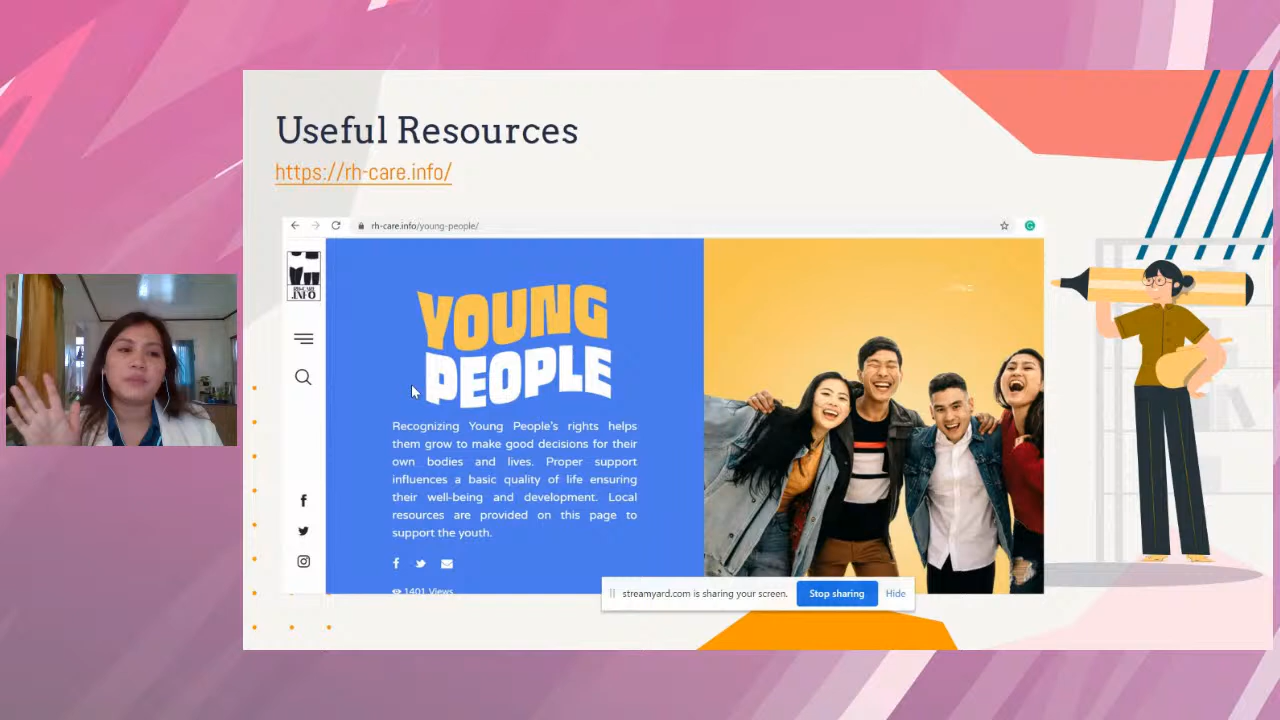 Useful Resources
https://rh-care.info/
rh-care.info/young-people/
RH-CARE
.INFO
YOUNG
PEOPLE
Recognizing Young People's rights helps
them grow to make good decisions for their
own bodies and lives. Proper support
influences a basic quality of life ensuring
their well-being and development. Local
resources are provided on this page to
support the youth.
1401 Views
streamyard.com is sharing your screen.
Stop sharing
Hide